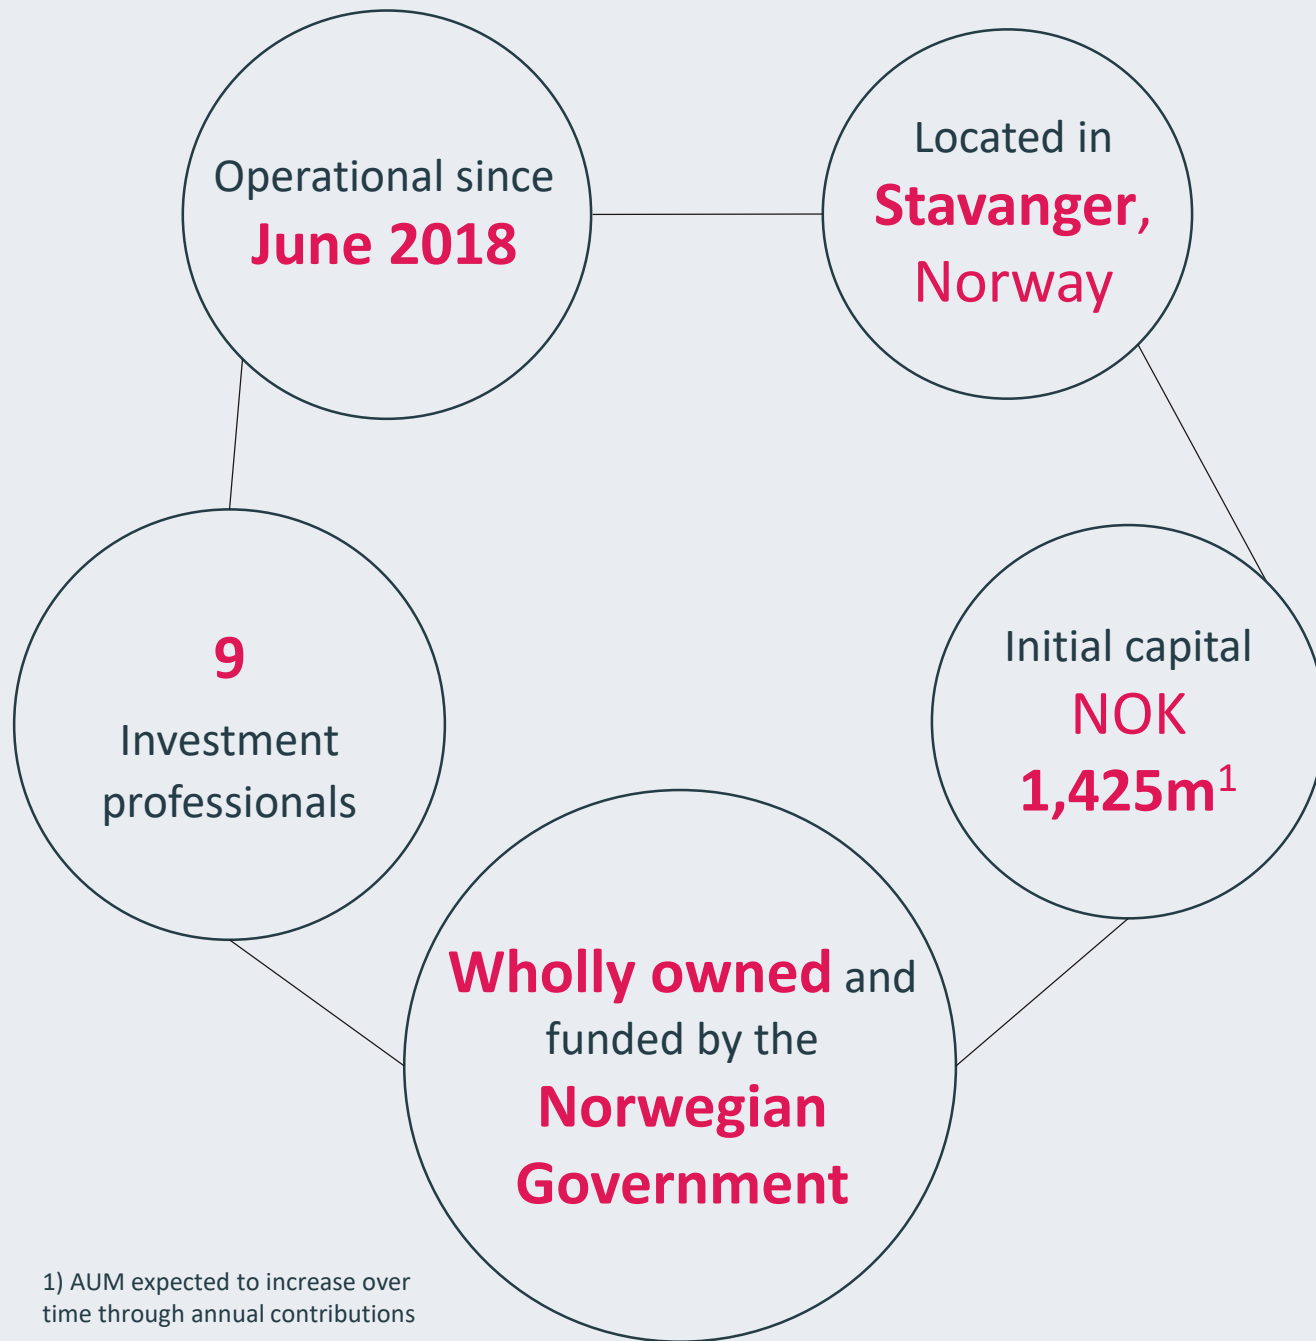 Operational since
June 2018
Located in
Stavanger,
Norway
9
Investment
professionals
Initial capital
NOK
1,425m1
Wholly owned and
funded by the
Norwegian
Government
1) AUM expected to increase over
time through annual contributions